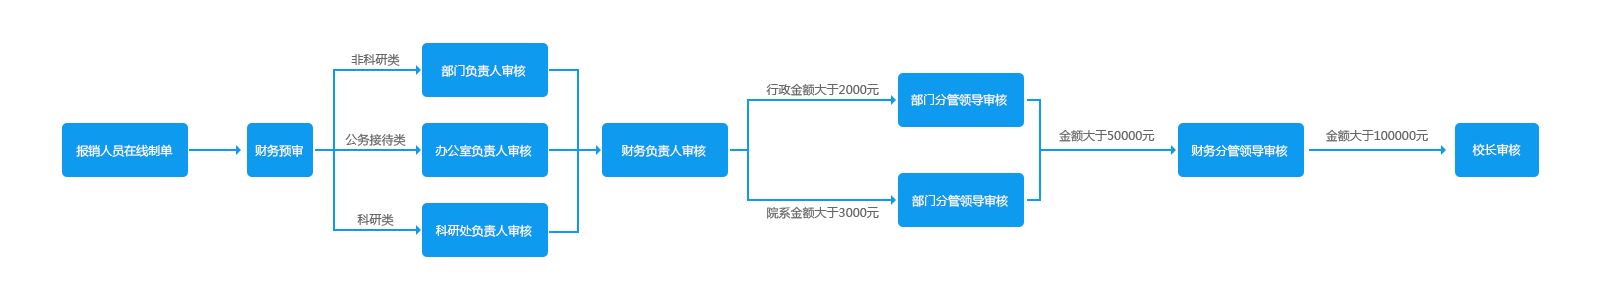 报销人员在线制单
财务预审
非科研类
部门负责人审核
公务接待类
办公室负责人审核
科研类
科研处负责人审核
财务负责人审核
行政金额大于2000元
部门分管领导审核
院系金额大于3000元
部门分管领导审核
金额大于50000元
财务分管领导审核
金额大于100000元
校长审核